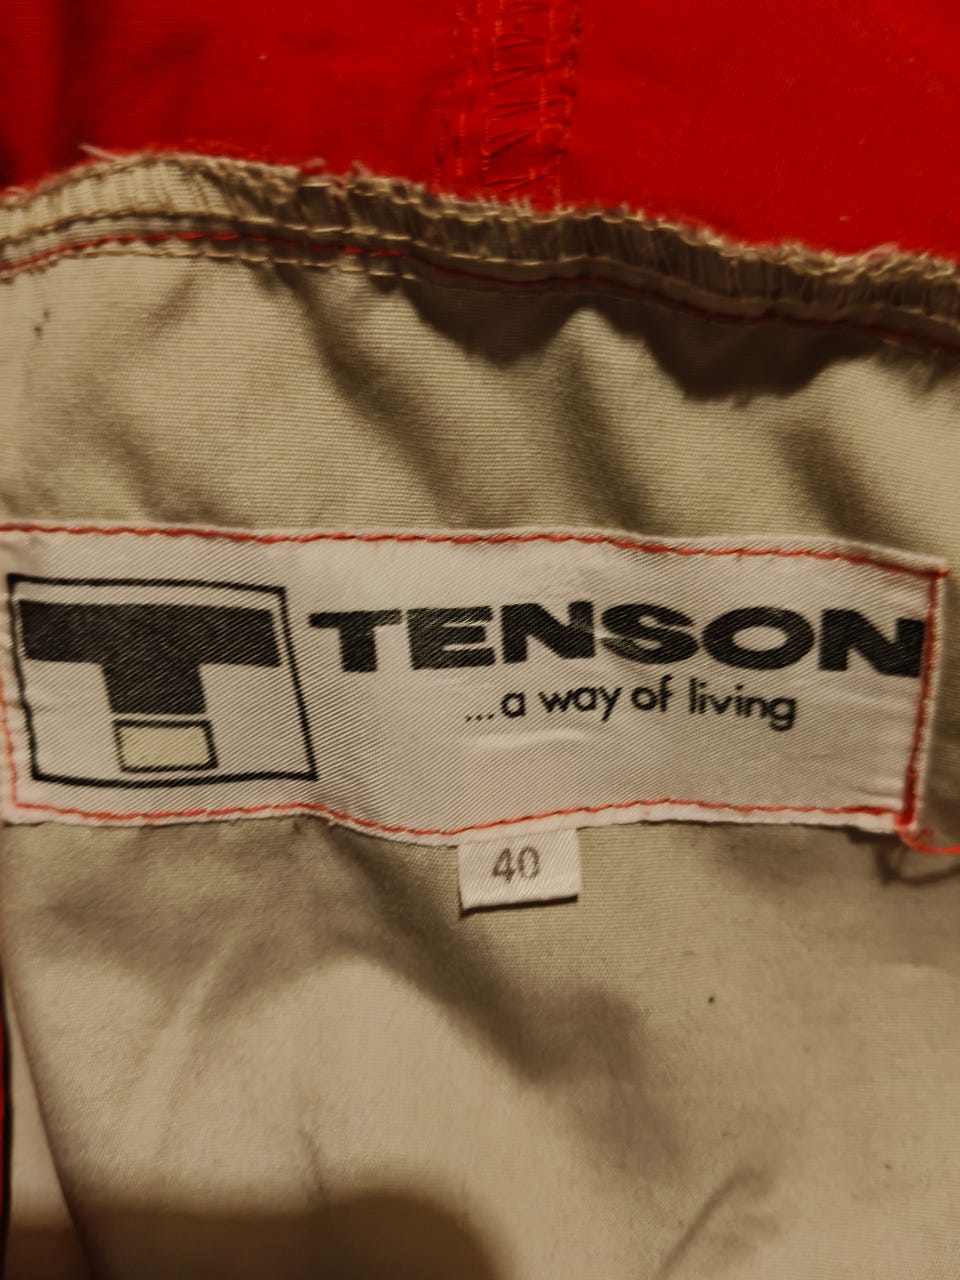 T TENSON
...a way of living
40